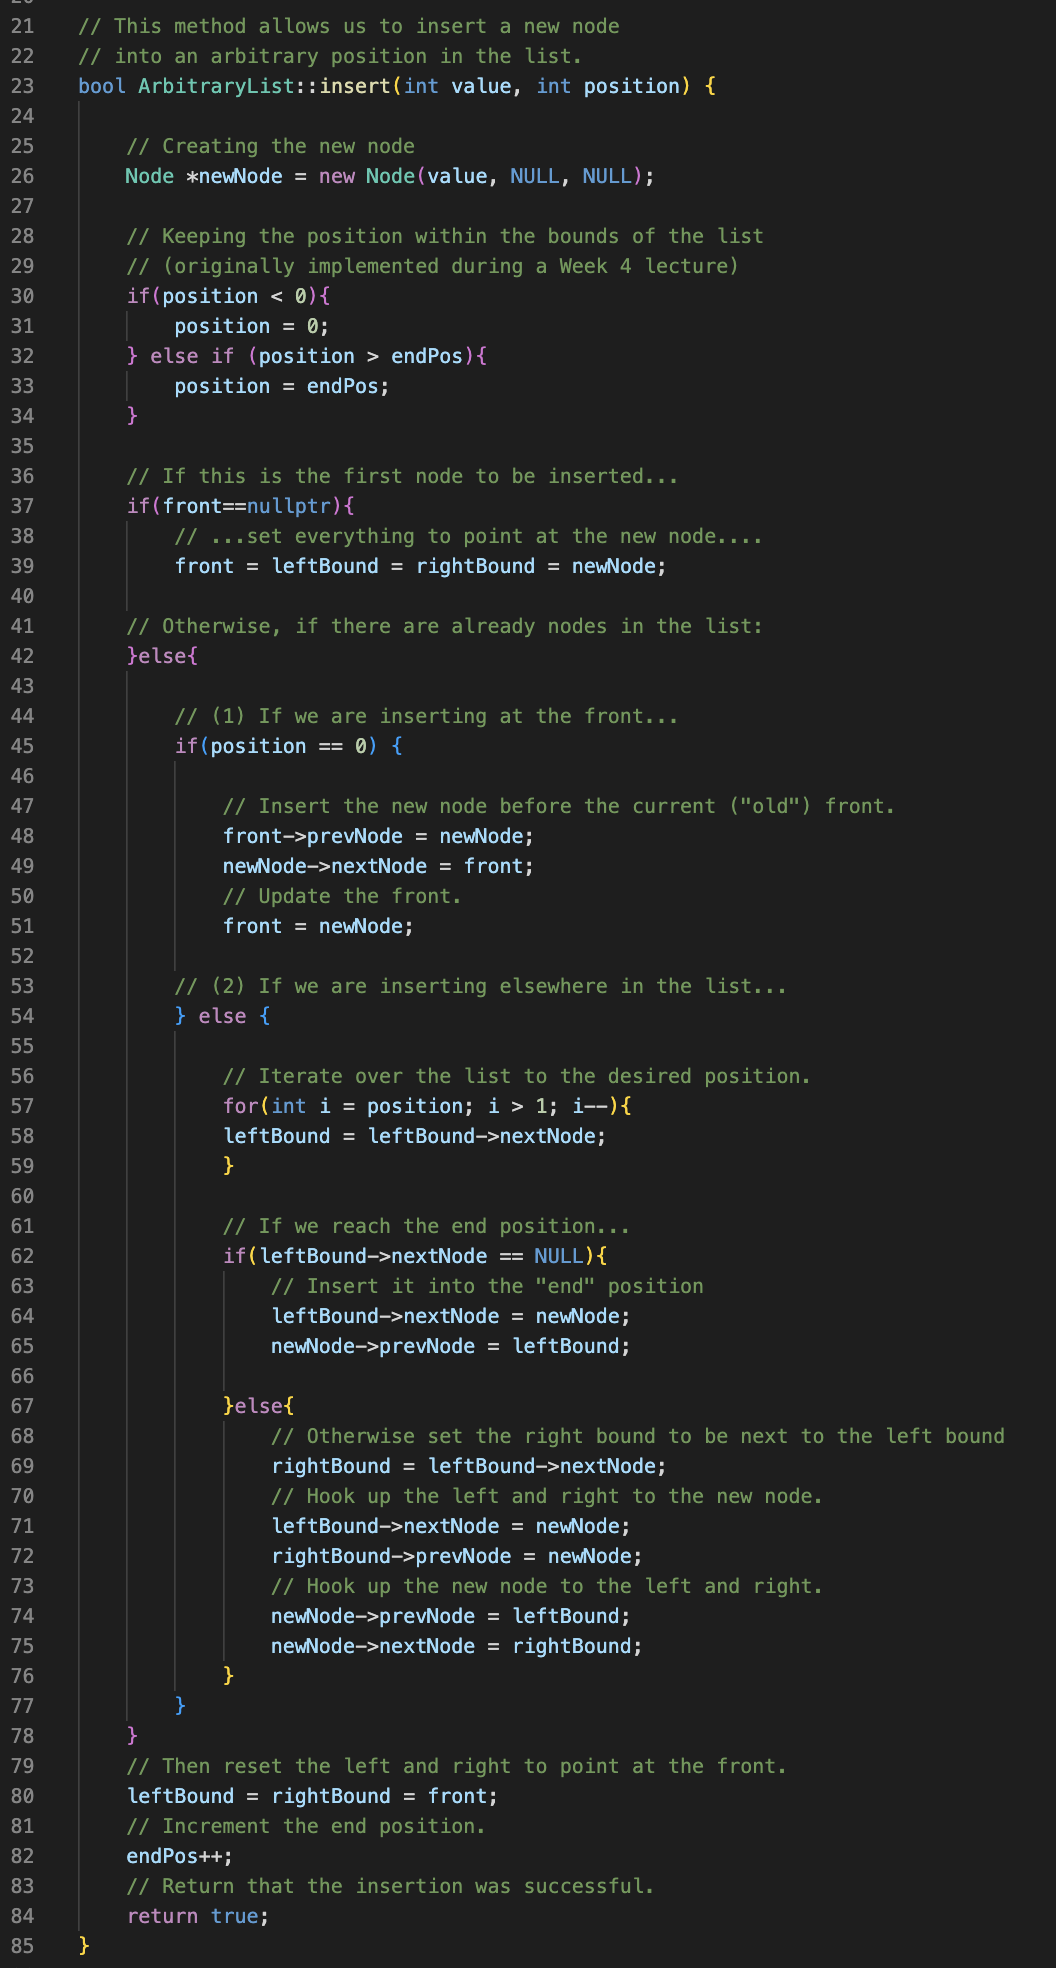 21 // This method allows us to insert a new node
22 // into an arbitrary position in the list.
23 bool ArbitraryList::insert(int value, int position) {
24
25 // Creating the new node
26 Node *newNode = new Node(value, NULL, NULL);
27
28 // Keeping the position within the bounds of the list
29 // (originally implemented during a Week 4 lecture)
30 if(position < 0){
31 position = 0;
32 } else if (position > endPos){
33 position = endPos;
34 }
35
36 // If this is the first node to be inserted...
37 if(front==nullptr){
38 // ...set everything to point at the new node....
39 front = leftBound = rightBound = newNode;
40
41 // Otherwise, if there are already nodes in the list:
42 }else{
43
44 // (1) If we are inserting at the front...
45 if(position == 0) {
46
47 // Insert the new node before the current ("old") front.
48 front->prevNode = newNode;
49 newNode->nextNode = front;
50 // Update the front.
51 front = newNode;
52
53 // (2) If we are inserting elsewhere in the list...
54 } else {
55
56 // Iterate over the list to the desired position.
57 for(int i = position; i > 1; i--){
58 leftBound = leftBound->nextNode;
59 }
60
61 // If we reach the end position...
62 if(leftBound->nextNode == NULL){
63 // Insert it into the "end" position
64 leftBound->nextNode = newNode;
65 newNode->prevNode = leftBound;
66
67 }else{
68 // Otherwise set the right bound to be next to the left bound
69 rightBound = leftBound->nextNode;
70 // Hook up the left and right to the new node.
71 leftBound->nextNode = newNode;
72 rightBound->prevNode = newNode;
73 // Hook up the new node to the left and right.
74 newNode->prevNode = leftBound;
75 newNode->nextNode = rightBound;
76 }
77 }
78 }
79 // Then reset the left and right to point at the front.
80 leftBound = rightBound = front;
81 // Increment the end position.
82 endPos++;
83 // Return that the insertion was successful.
84 return true;
85 }